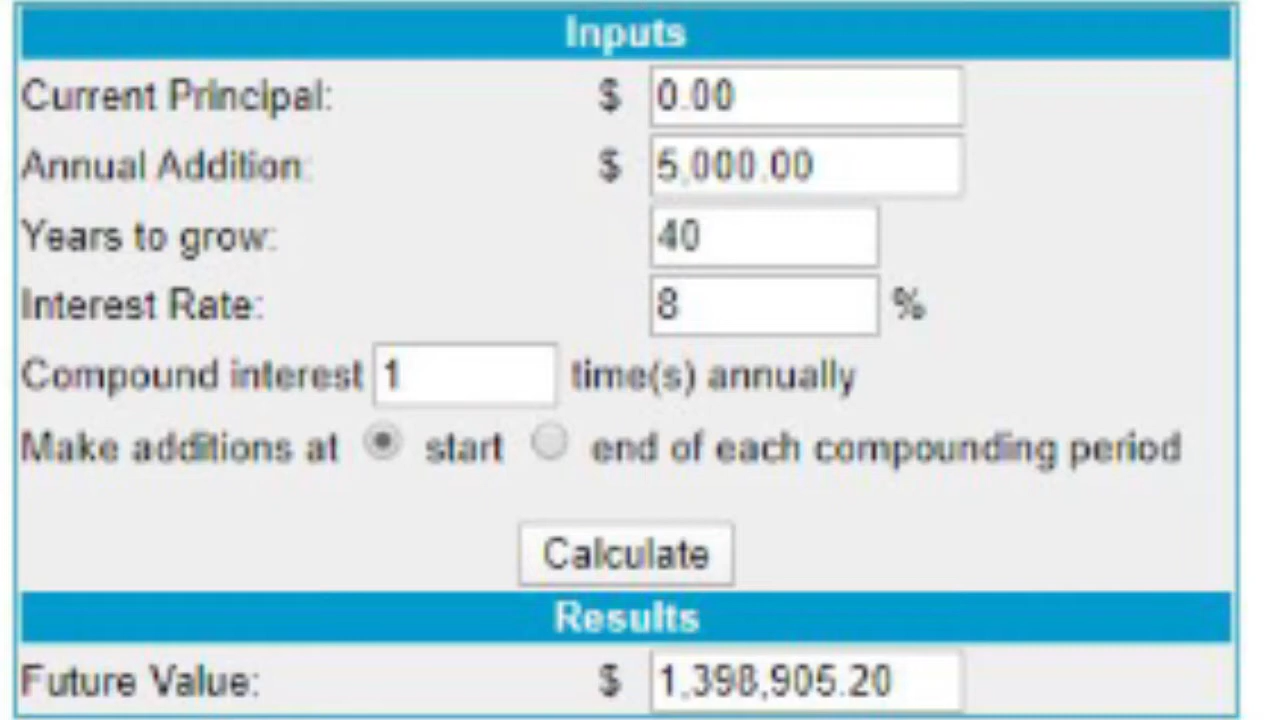 Inputs
Current Principal: $ 0.00
Annual Addition: $ 5,000.00
Years to grow: 40
Interest Rate: 8 %
Compound interest 1 time(s) annually
Make additions at start end of each compounding period
Calculate
Results
Future Value: $ 1,398,905.20